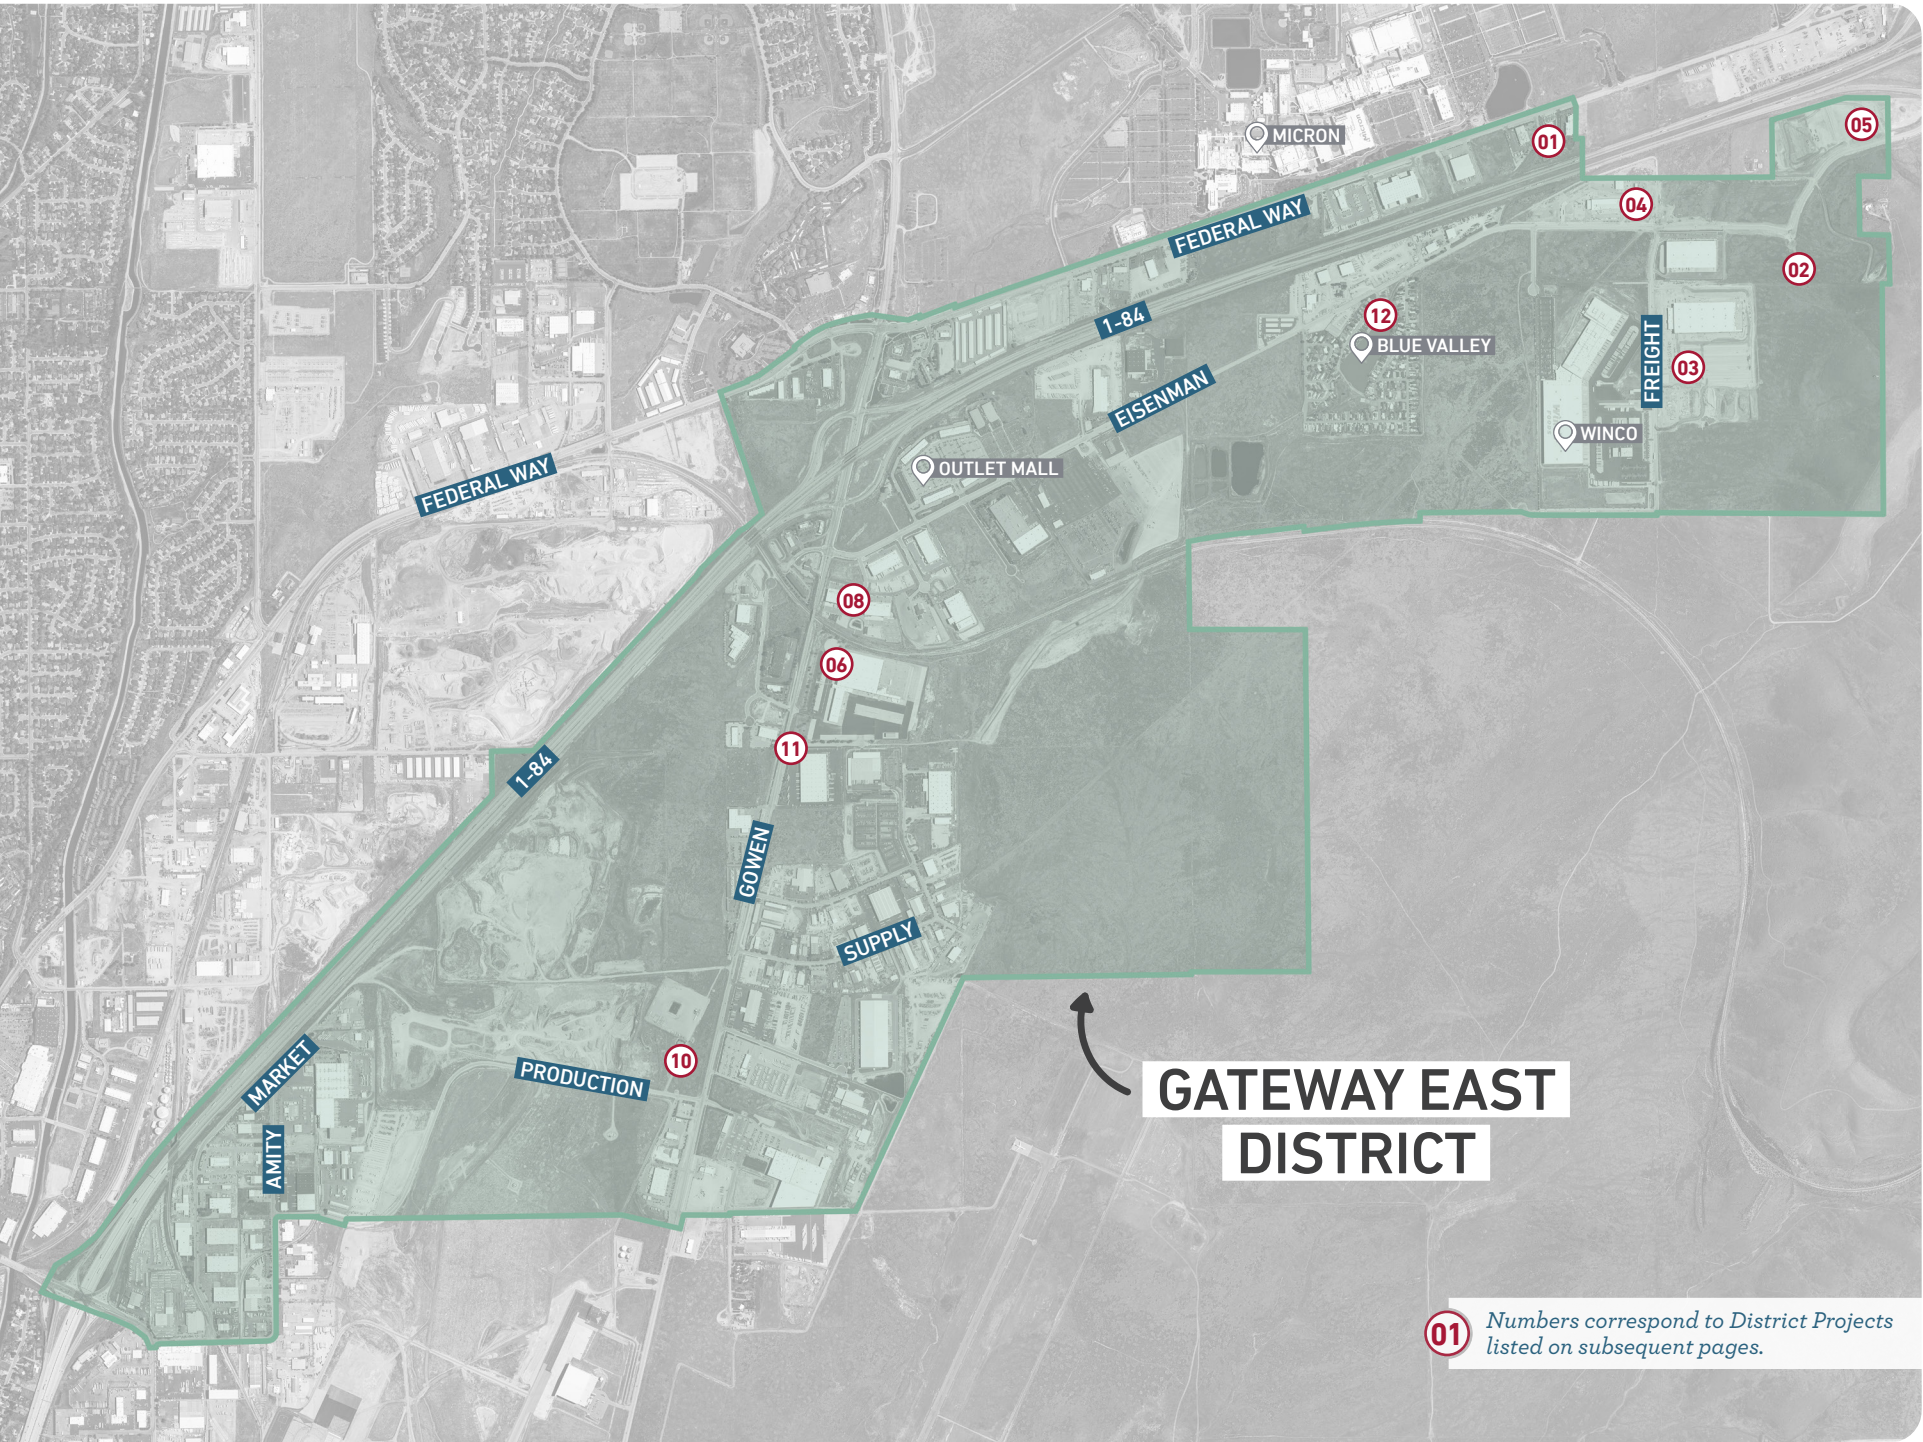 05
MICRON
01
04
FEDERAL WAY
02
12
1-84
BLUE VALLEY
FREIGHT
03
EISENMAN
WINCO
OUTLET MALL
FEDERAL WAY
08
06
11
1-84
GOWEN
SUPPLY
MARKET
10
PRODUCTION
AMITY
GATEWAY EAST
DISTRICT
01
Numbers correspond to District Projects
listed on subsequent pages.